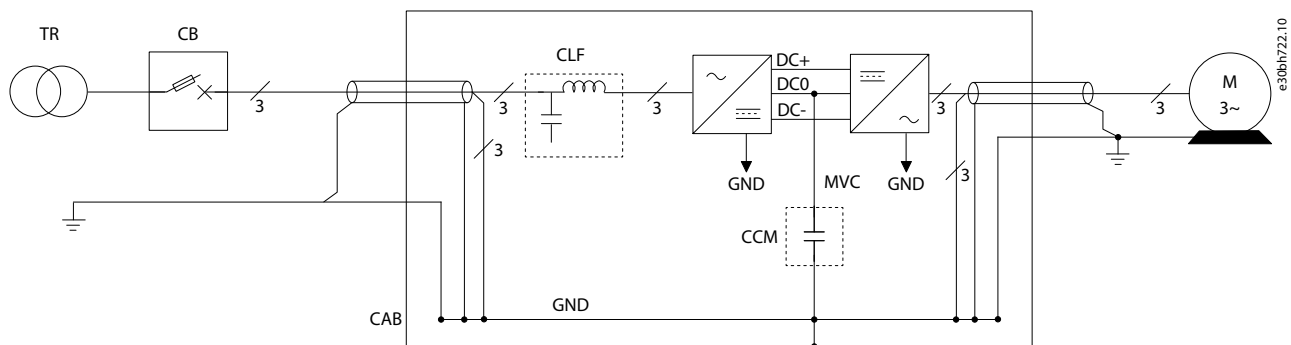 TR
CB
3
3
CLF
3
3
DC+
DC0
DC-
GND
GND
MVC
CCM
3
3
3
M
3~
CAB
GND
e30bh722.10